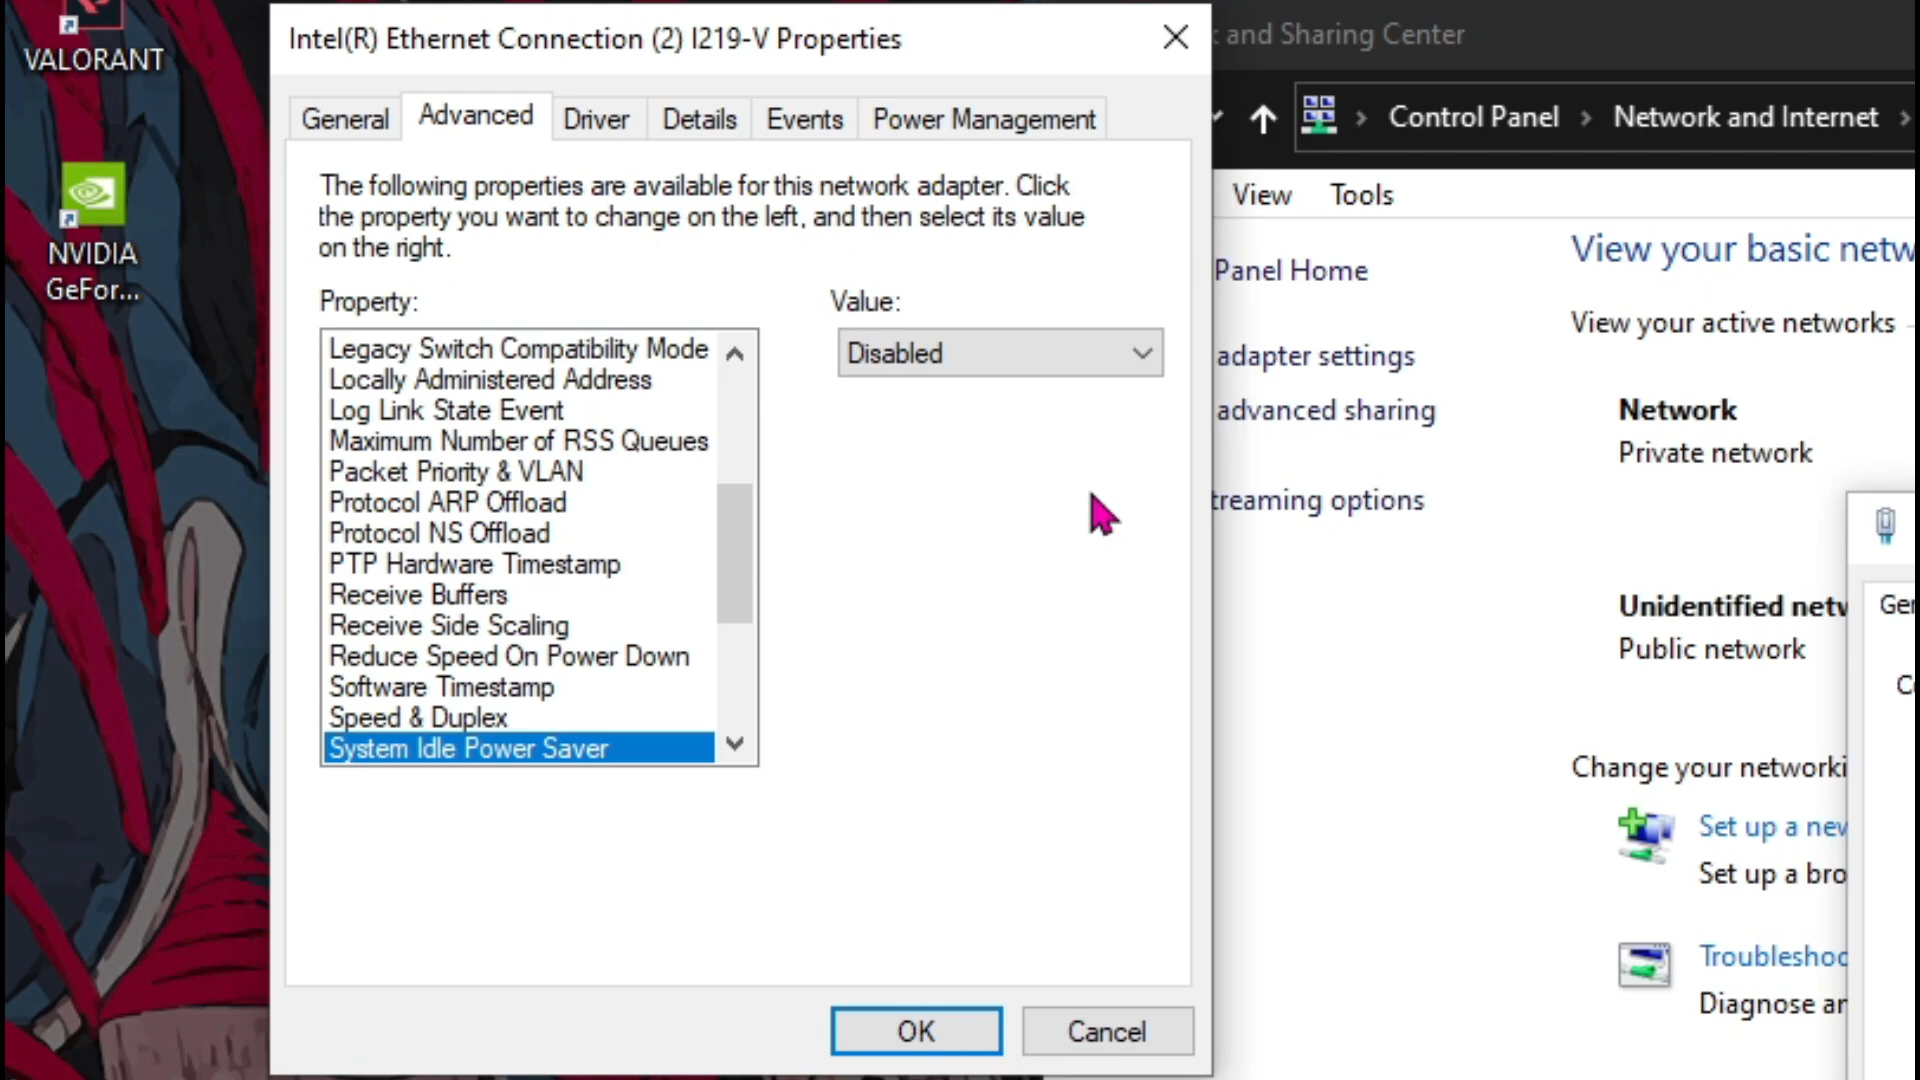 VALORANT
NVIDIA
GeFor...
Intel(R) Ethernet Connection (2) I219-V Properties
General
Advanced
Driver
Details
Events
Power Management
The following properties are available for this network adapter. Click
the property you want to change on the left, and then select its value
on the right.
Property:
Value:
Legacy Switch Compatibility Mode
Locally Administered Address
Log Link State Event
Maximum Number of RSS Queues
Packet Priority & VLAN
Protocol ARP Offload
Protocol NS Offload
PTP Hardware Timestamp
Receive Buffers
Receive Side Scaling
Reduce Speed On Power Down
Software Timestamp
Speed & Duplex
System Idle Power Saver
Disabled
OK
Cancel
and Sharing Center
Control Panel
Network and Internet
View
Tools
Panel Home
adapter settings
advanced sharing
treaming options
View your basic netw
View your active networks
Network
Private network
Unidentified netw
Public network
Change your networki
Set up a new
Set up a bro
Troubleshoo
Diagnose ar
Ger